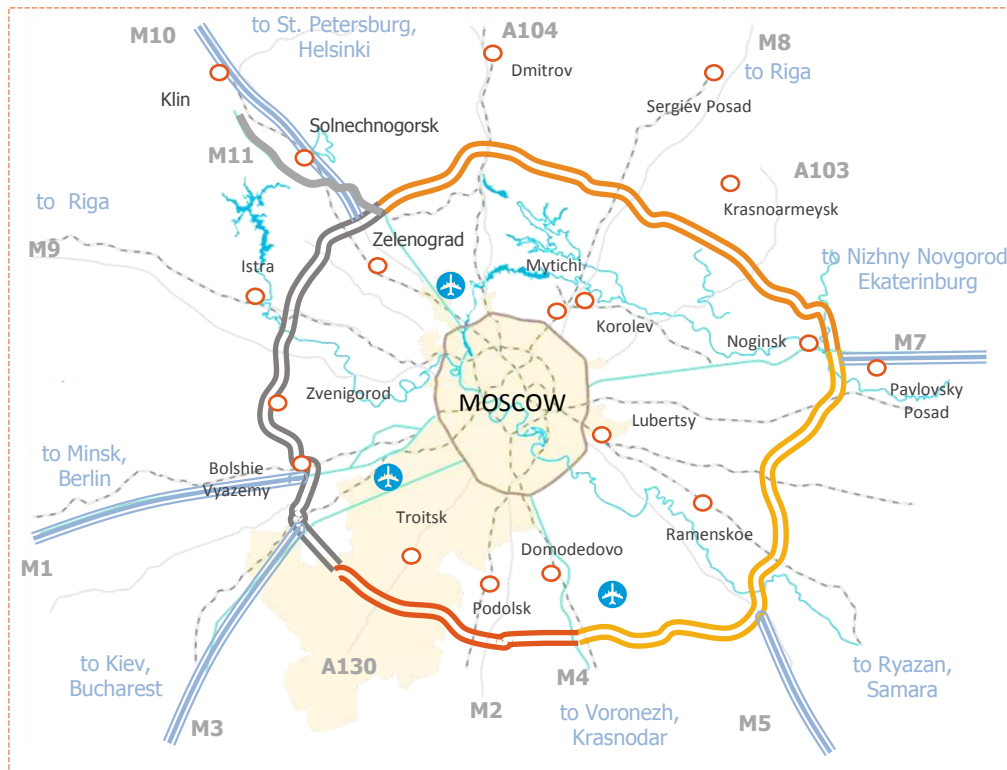 M10
to St. Petersburg,
Helsinki
A104
Dmitrov
M8
to Riga
Klin
Sergiev Posad
Solnechnogorsk
M11
A103
Krasnoarmeysk
to Riga
M9
Zelenograd
Istra
Mytichi
to Nizhny Novgorod
Ekaterinburg
Korolev
Noginsk
M7
Pavlovsky
Posad
Zvenigorod
MOSCOW
Lubertsy
to Minsk,
Berlin
Bolshie
Vyazemy
Troitsk
Ramenskoe
Domodedovo
M1
Podolsk
to Kiev,
Bucharest
A130
M4
to Ryazan,
Samara
M2
to Voronezh,
Krasnodar
M5
M3